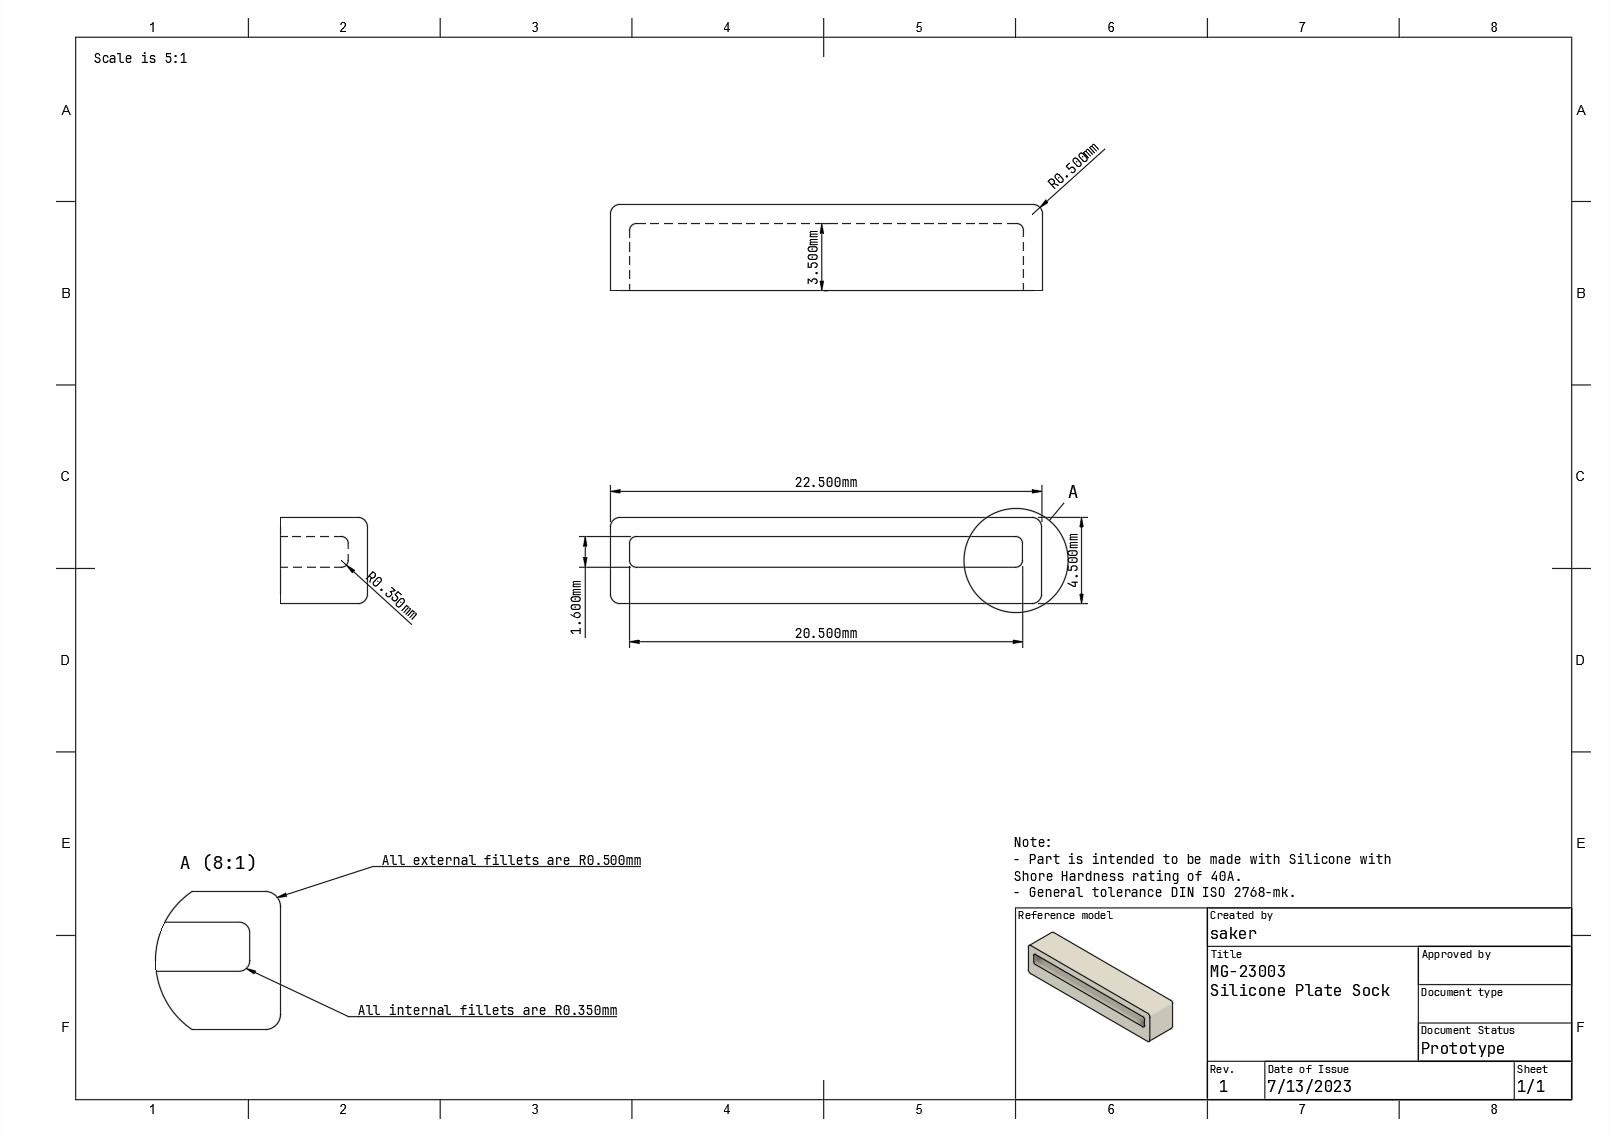 1 2 3 4 5 6 7 8
Scale is 5:1
A A
R0.500mm
3.500mm
B B
C C
22.500mm
A
4.500mm
R0.350mm
1.600mm
20.500mm
D D
E E
A (8:1)
All external fillets are R0.500mm
All internal fillets are R0.350mm
Note:
- Part is intended to be made with Silicone with
Shore Hardness rating of 40A.
- General tolerance DIN ISO 2768-mk.
Reference model
Created by
saker
Title
MG-23003
Silicone Plate Sock
Approved by
Document type
Document Status
Prototype
F F
Rev.
1
Date of Issue
7/13/2023
Sheet
1/1
1 2 3 4 5 6 7 8